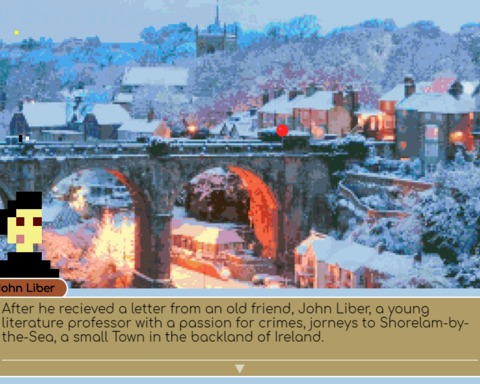 John Liber
After he recieved a letter from an old friend, John Liber, a young
literature professor with a passion for crimes, jorneys to Shorelam-by-
the-Sea, a small Town in the backland of Ireland.